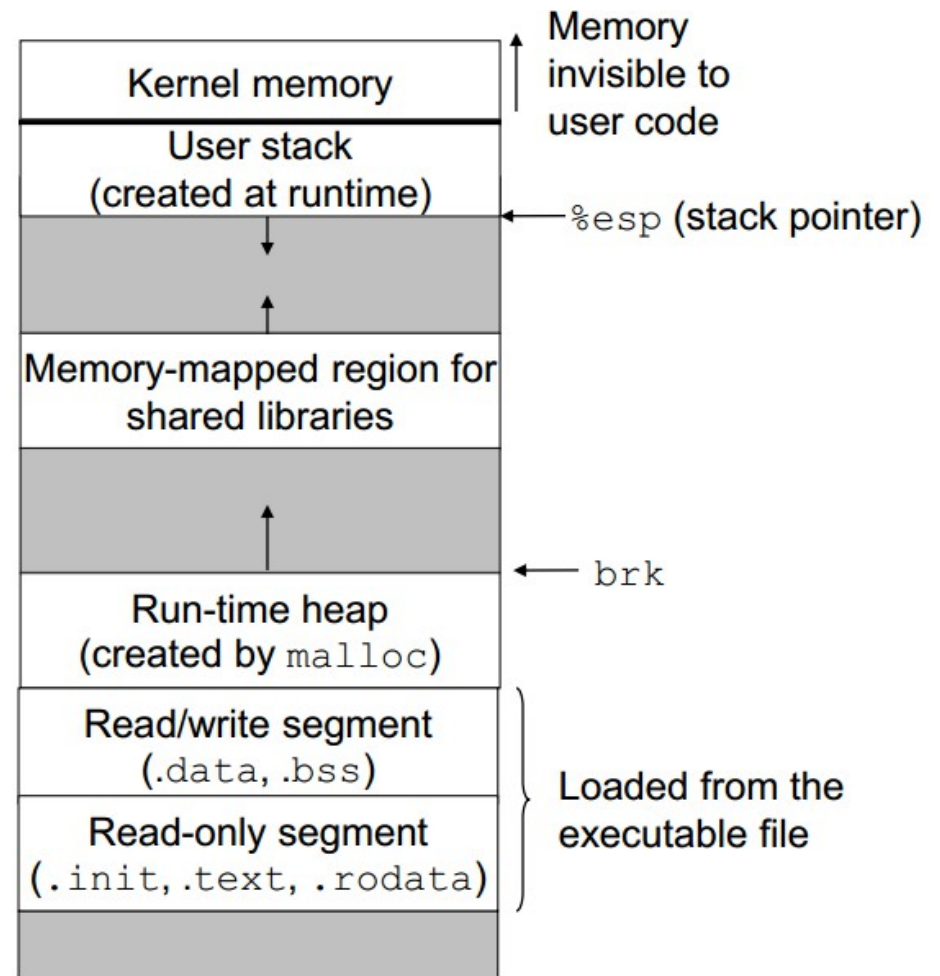 Memory
invisible to
user code
Kernel memory
User stack
(created at runtime)
%esp (stack pointer)
Memory-mapped region for
shared libraries
brk
Run-time heap
(created by malloc)
Read/write segment
(.data, .bss)
Loaded from the
executable file
Read-only segment
(.init, .text, .rodata)